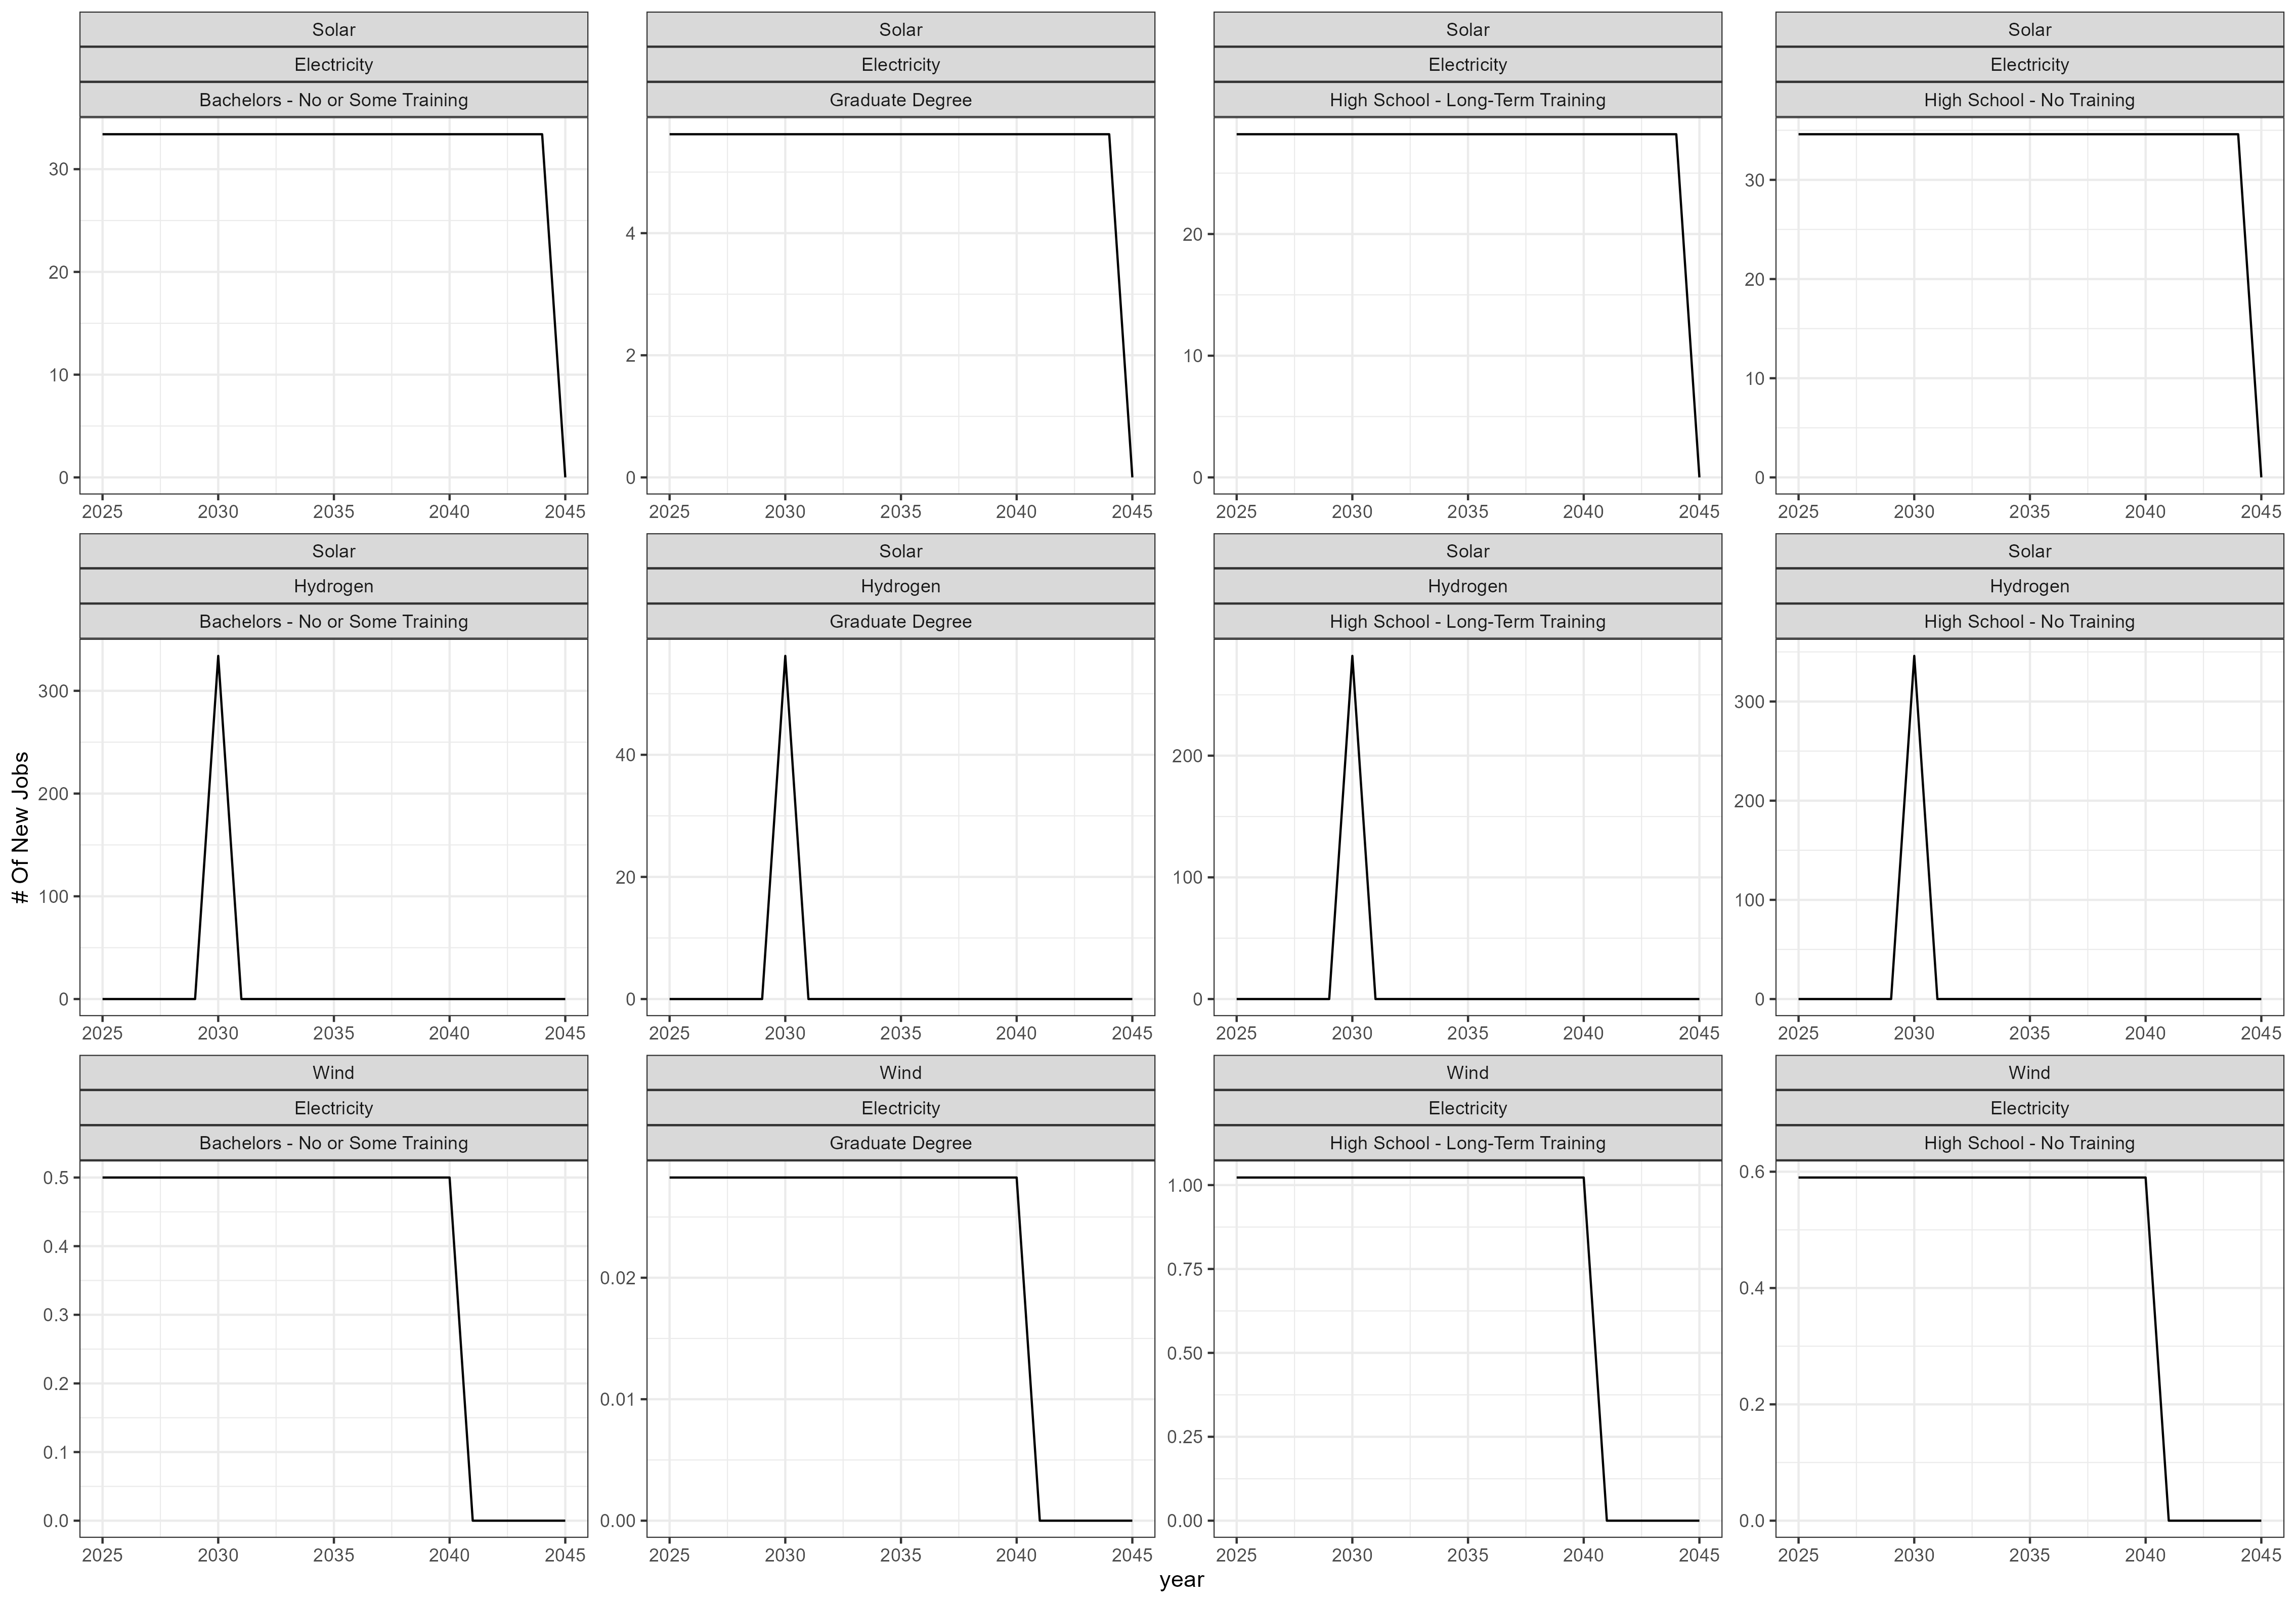 Solar Solar Solar Solar
Electricity Electricity Electricity Electricity
Bachelors - No or Some Training Graduate Degree High School - Long-Term Training High School - No Training
30 20 10 0
4 2 0
20 10 0
30 20 10 0
2025 2030 2035 2040 2045 2025 2030 2035 2040 2045 2025 2030 2035 2040 2045 2025 2030 2035 2040 2045
Solar Solar Solar Solar
Hydrogen Hydrogen Hydrogen Hydrogen
Bachelors - No or Some Training Graduate Degree High School - Long-Term Training High School - No Training
# Of New Jobs
300 200 100 0
40 20 0
200 100 0
300 200 100 0
2025 2030 2035 2040 2045 2025 2030 2035 2040 2045 2025 2030 2035 2040 2045 2025 2030 2035 2040 2045
Wind Wind Wind Wind
Electricity Electricity Electricity Electricity
Bachelors - No or Some Training Graduate Degree High School - Long-Term Training High School - No Training
0.5 0.4 0.3 0.2 0.1 0.0
0.02 0.01 0.00
1.00 0.75 0.50 0.25 0.00
0.6 0.4 0.2 0.0
2025 2030 2035 2040 2045 2025 2030 2035 2040 2045 2025 2030 2035 2040 2045 2025 2030 2035 2040 2045
year